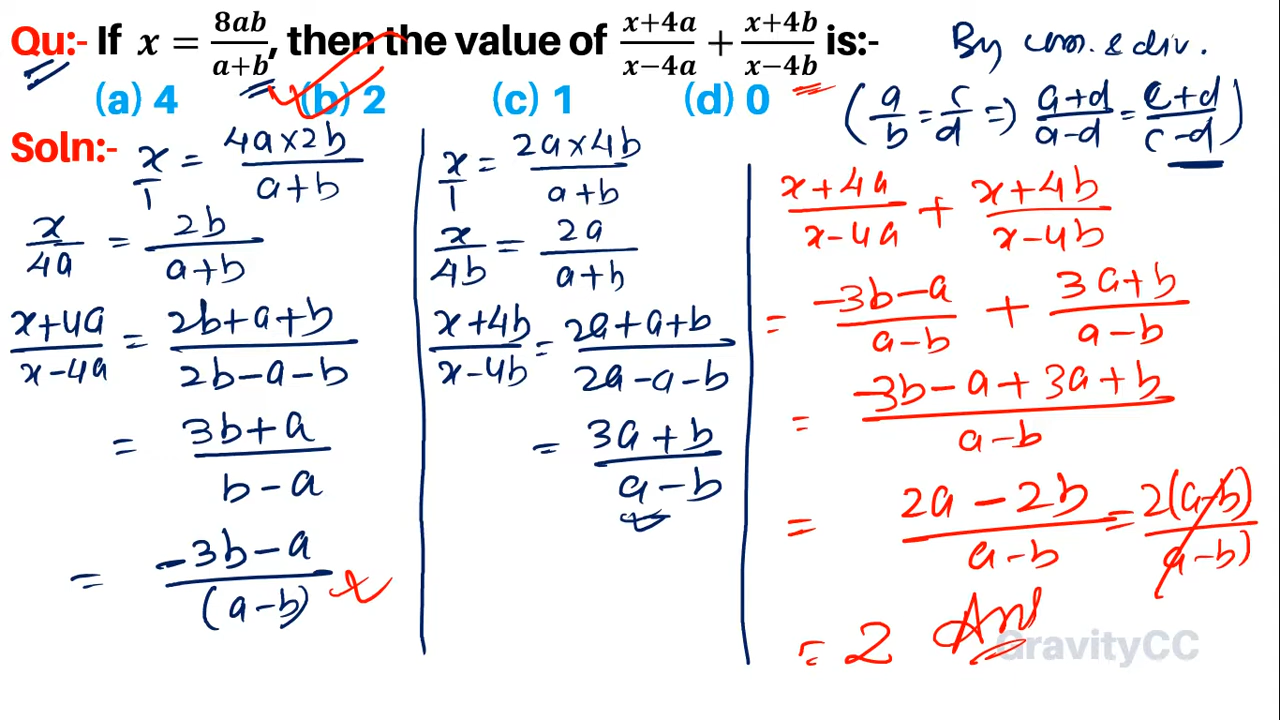 Qu:- If x = 8ab/(a+b), then the value of (x+4a)/(x−4a) + (x+4b)/(x−4b) is:-
(a) 4 (b) 2 (c) 1 (d) 0
By com. & div.
(a/b = c/d => (a+d)/(a-d) = (c+d)/(c-d))
Soln:-
x/1 = (4a×2b)/(a+b)
x/4a = 2b/(a+b)
(x+4a)/(x-4a) = (2b+a+b)/(2b-a-b)
= (3b+a)/(b-a)
= (-3b-a)/(a-b)
x/1 = (2a×4b)/(a+b)
x/4b = 2a/(a+b)
(x+4b)/(x-4b) = (2a+a+b)/(2a-a-b)
= (3a+b)/(a-b)
(x+4a)/(x-4a) + (x+4b)/(x-4b)
= (-3b-a)/(a-b) + (3a+b)/(a-b)
= (-3b-a+3a+b)/(a-b)
= (2a-2b)/(a-b) = 2(a-b)/(a-b)
= 2 Ans
GravityCC